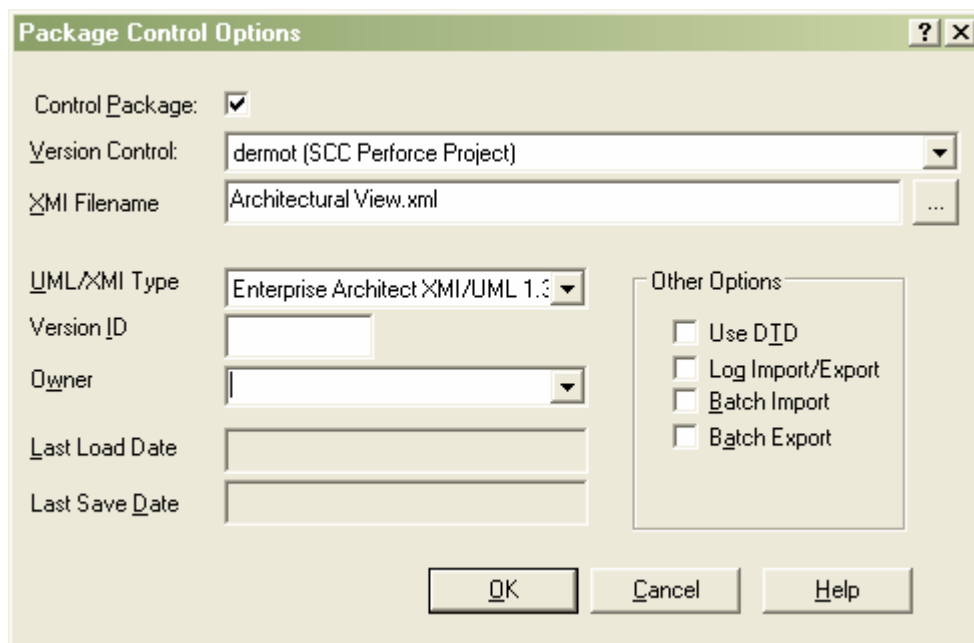 Package Control Options
Control Package:
Version Control: dermot (SCC Perforce Project)
XMI Filename Architectural View.xml ...
UML/XMI Type Enterprise Architect XMI/UML 1.3
Other Options
Version ID
Use DTD
Log Import/Export
Owner
Batch Import
Batch Export
Last Load Date
Last Save Date
OK Cancel Help